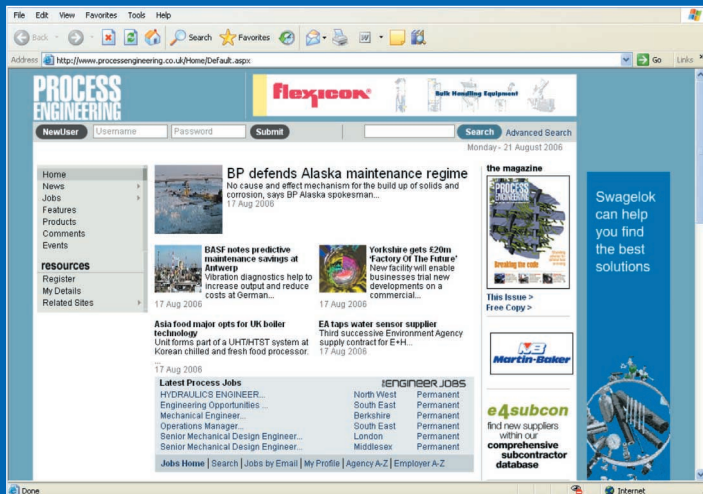 File Edit View Favorites Tools Help
Back Search Favorites
Address http://www.processengineering.co.uk/Home/Default.aspx Go Links
PROCESS
ENGINEERING
flexicon
Bulk Handling Equipment
NewUser Username Password Submit Search Advanced Search
Monday - 21 August 2006
Home
News
Jobs
Features
Products
Comments
Events
resources
Register
My Details
Related Sites
BP defends Alaska maintenance regime
No cause and effect mechanism for the build up of solids and
corrosion, says BP Alaska spokesman...
17 Aug 2006
BASF notes predictive
maintenance savings at
Antwerp
Vibration diagnostics help to
increase output and reduce
costs at German...
17 Aug 2006
Yorkshire gets £20m
'Factory Of The Future'
New facility will enable
businesses trial new
developments on a
commercial...
17 Aug 2006
Asia food major opts for UK boiler
technology
Unit forms part of a UHT/HTST system at
Korean chilled and fresh food processor.
...
17 Aug 2006
EA taps water sensor supplier
Third successive Environment Agency
supply contract for E+H...
17 Aug 2006
Latest Process Jobs THE ENGINEER JOBS
HYDRAULICS ENGINEER... North West Permanent
Engineering Opportunities ... South East Permanent
Mechanical Engineer... Berkshire Permanent
Operations Manager... South East Permanent
Senior Mechanical Design Engineer... London Permanent
Senior Mechanical Design Engineer... Middlesex Permanent
Jobs Home | Search | Jobs by Email | My Profile | Agency A-Z | Employer A-Z
the magazine
PROCESS
ENGINEERING
Breaking the code
This Issue >
Free Copy >
MB
Martin-Baker
e4subcon
find new suppliers
within our
comprehensive
subcontractor
database
Swagelok
can help
you find
the best
solutions
Done Internet